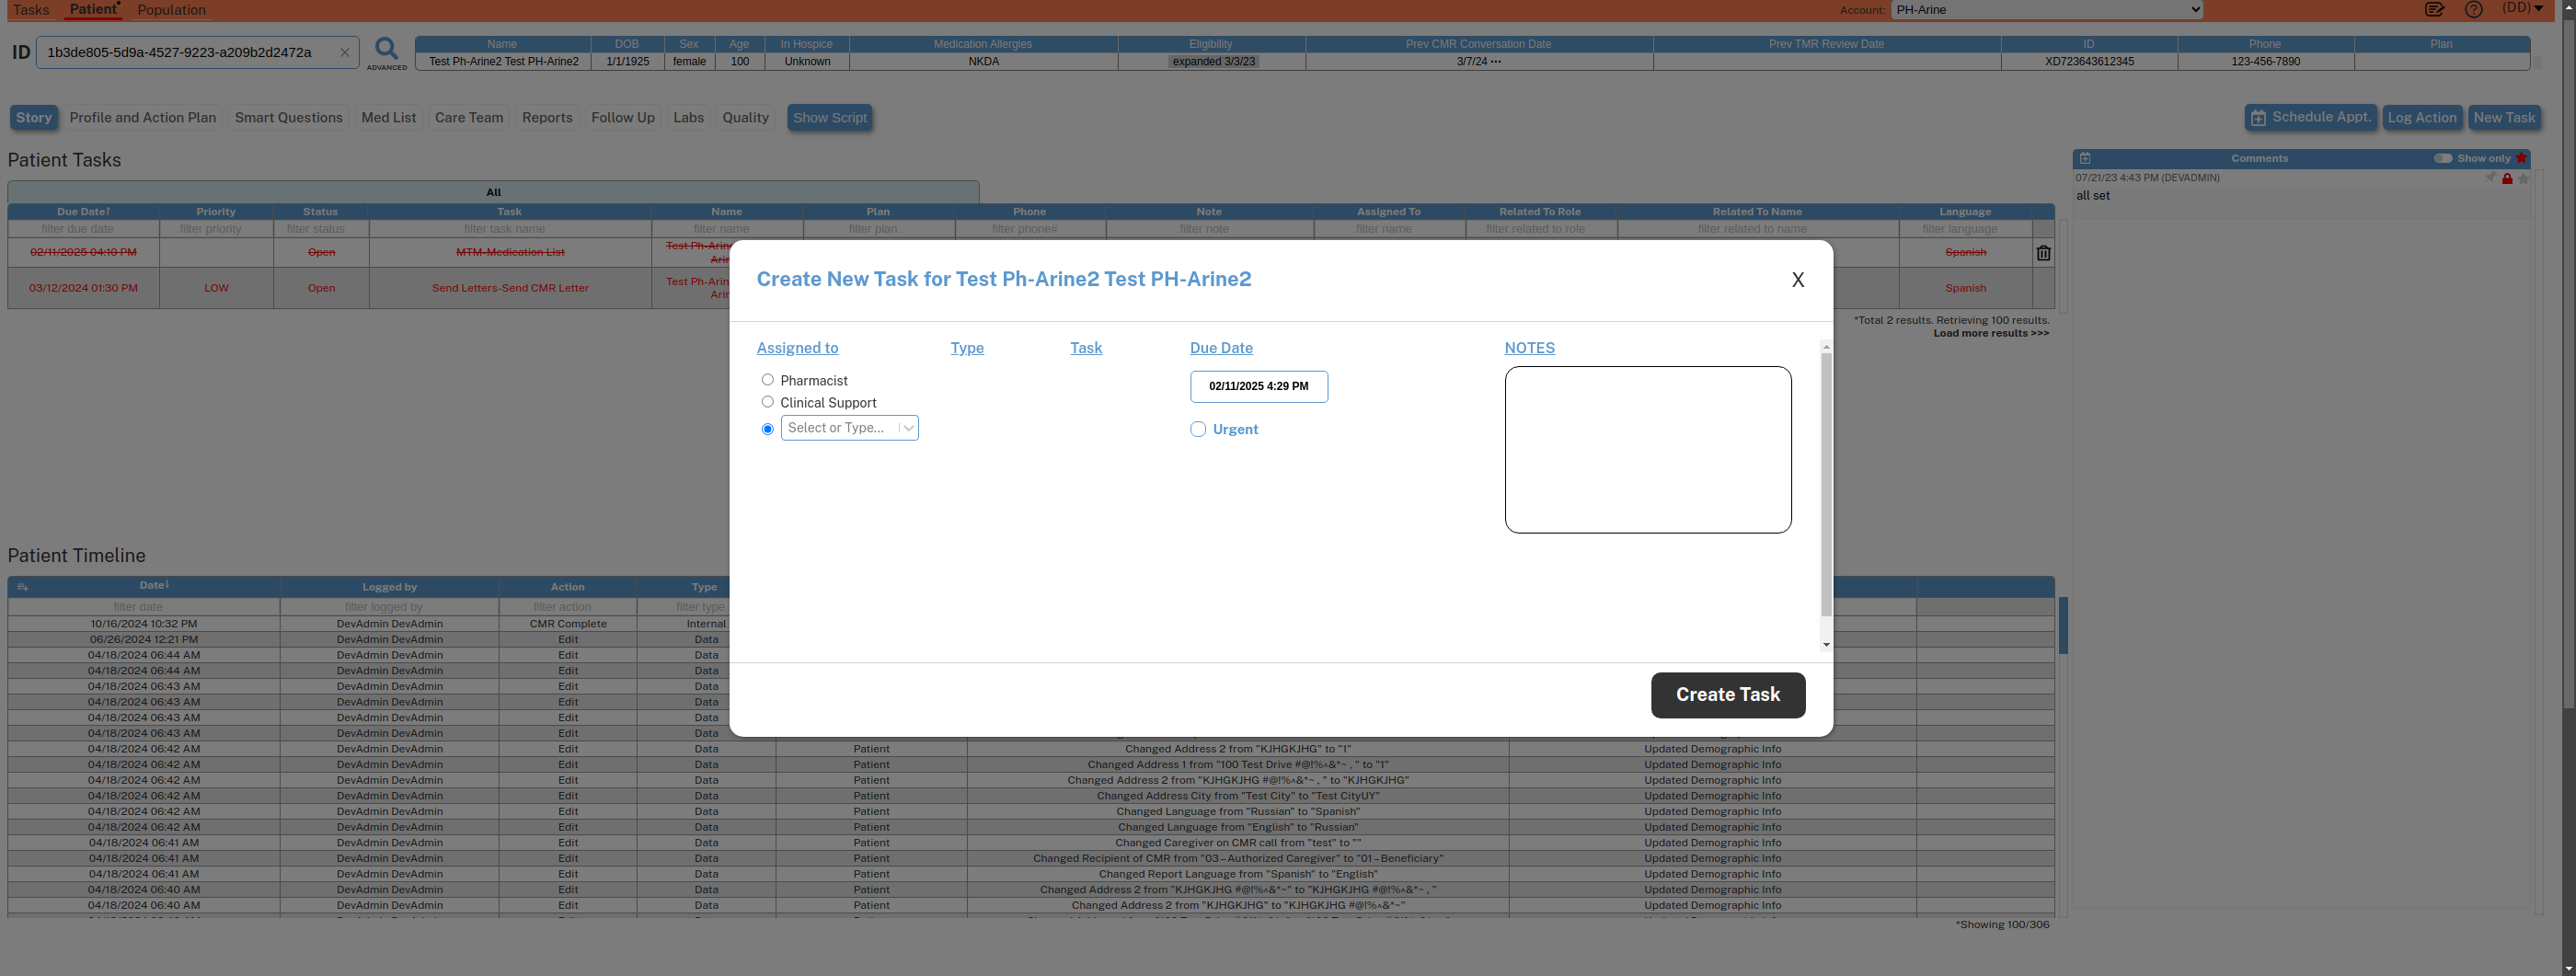 Tasks Patient Population Account: PH-Arine (DD)
ID 1b3de805-5d9a-4527-9223-a209b2d2472a ADVANCED
Name DOB Sex Age In Hospice Medication Allergies Eligibility Prev CMR Conversation Date Prev TMR Review Date ID Phone Plan
Test Ph-Arine2 Test PH-Arine2 1/1/1925 female 100 Unknown NKDA expanded 3/3/23 3/7/24 ••• XD723643612345 123-456-7890
Story Profile and Action Plan Smart Questions Med List Care Team Reports Follow Up Labs Quality Show Script Schedule Appt. Log Action New Task
Patient Tasks
All
Due Date Priority Status Task Name Plan Phone Note Assigned To Related To Role Related To Name Language
filter due date filter priority filter status filter task name filter name filter plan filter phone# filter note filter name filter related to role filter related to name filter language
02/11/2025 04:10 PM Open MTM-Medication List Test Ph-Arin Spanish
03/12/2024 01:30 PM LOW Open Send Letters-Send CMR Letter Test Ph-Arin Spanish
*Total 2 results. Retrieving 100 results.
Load more results >>>
Comments Show only
07/21/23 4:43 PM (DEVADMIN)
all set
Create New Task for Test Ph-Arine2 Test PH-Arine2 X
Assigned to Type Task Due Date NOTES
Pharmacist
Clinical Support
Select or Type...
02/11/2025 4:29 PM
Urgent
Create Task
Patient Timeline
Date Logged by Action Type
filter date filter logged by filter action filter type
10/16/2024 10:32 PM DevAdmin DevAdmin CMR Complete Internal
06/26/2024 12:21 PM DevAdmin DevAdmin Edit Data
04/18/2024 06:44 AM DevAdmin DevAdmin Edit Data
04/18/2024 06:44 AM DevAdmin DevAdmin Edit Data
04/18/2024 06:43 AM DevAdmin DevAdmin Edit Data
04/18/2024 06:43 AM DevAdmin DevAdmin Edit Data
04/18/2024 06:43 AM DevAdmin DevAdmin Edit Data
04/18/2024 06:43 AM DevAdmin DevAdmin Edit Data
04/18/2024 06:42 AM DevAdmin DevAdmin Edit Data Patient Changed Address 2 from "KJHGKJHG" to "1" Updated Demographic Info
04/18/2024 06:42 AM DevAdmin DevAdmin Edit Data Patient Changed Address 1 from "100 Test Drive #@!%^&*~ , " to "1" Updated Demographic Info
04/18/2024 06:42 AM DevAdmin DevAdmin Edit Data Patient Changed Address 2 from "KJHGKJHG #@!%^&*~ , " to "KJHGKJHG" Updated Demographic Info
04/18/2024 06:42 AM DevAdmin DevAdmin Edit Data Patient Changed Address City from "Test City" to "Test CityUY" Updated Demographic Info
04/18/2024 06:42 AM DevAdmin DevAdmin Edit Data Patient Changed Language from "Russian" to "Spanish" Updated Demographic Info
04/18/2024 06:42 AM DevAdmin DevAdmin Edit Data Patient Changed Language from "English" to "Russian" Updated Demographic Info
04/18/2024 06:41 AM DevAdmin DevAdmin Edit Data Patient Changed Caregiver on CMR call from "test" to "" Updated Demographic Info
04/18/2024 06:41 AM DevAdmin DevAdmin Edit Data Patient Changed Recipient of CMR from "03 – Authorized Caregiver" to "01 – Beneficiary" Updated Demographic Info
04/18/2024 06:41 AM DevAdmin DevAdmin Edit Data Patient Changed Report Language from "Spanish" to "English" Updated Demographic Info
04/18/2024 06:40 AM DevAdmin DevAdmin Edit Data Patient Changed Address 2 from "KJHGKJHG #@!%^&*~" to "KJHGKJHG #@!%^&*~ , " Updated Demographic Info
04/18/2024 06:40 AM DevAdmin DevAdmin Edit Data Patient Changed Address 2 from "KJHGKJHG" to "KJHGKJHG #@!%^&*~" Updated Demographic Info
*Showing 100/306